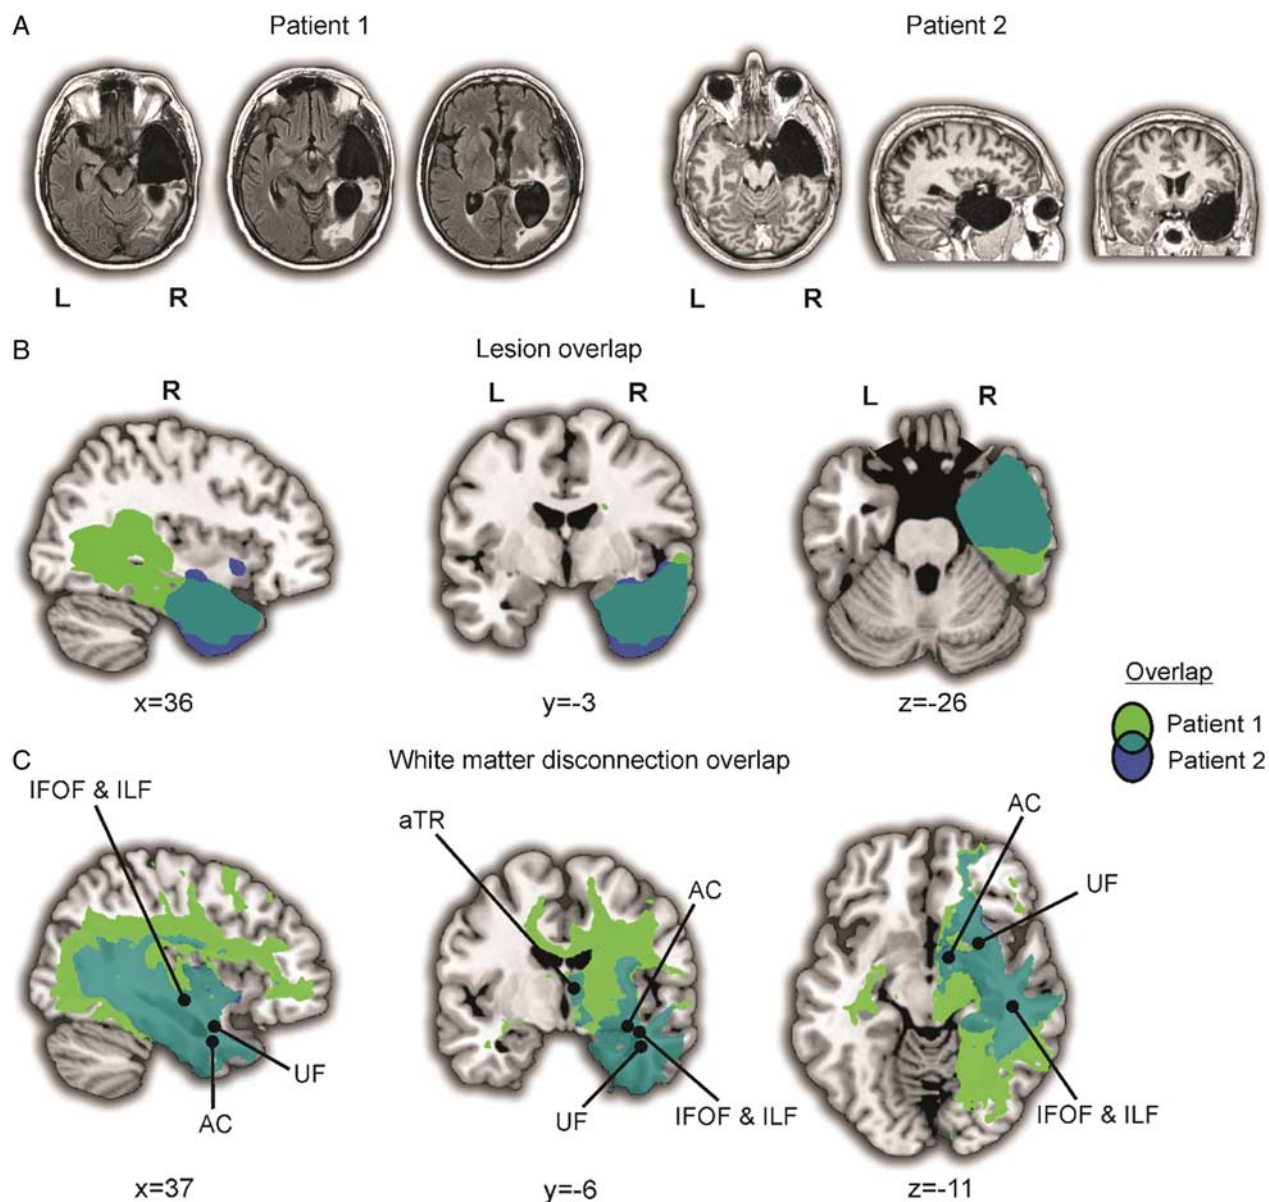 A
Patient 1
Patient 2
L R
L R
B
Lesion overlap
R
L R
L R
x=36
y=-3
z=-26
Overlap
Patient 1
Patient 2
C
White matter disconnection overlap
IFOF & ILF
aTR
AC
AC
UF
UF
AC
UF
IFOF & ILF
IFOF & ILF
x=37
y=-6
z=-11